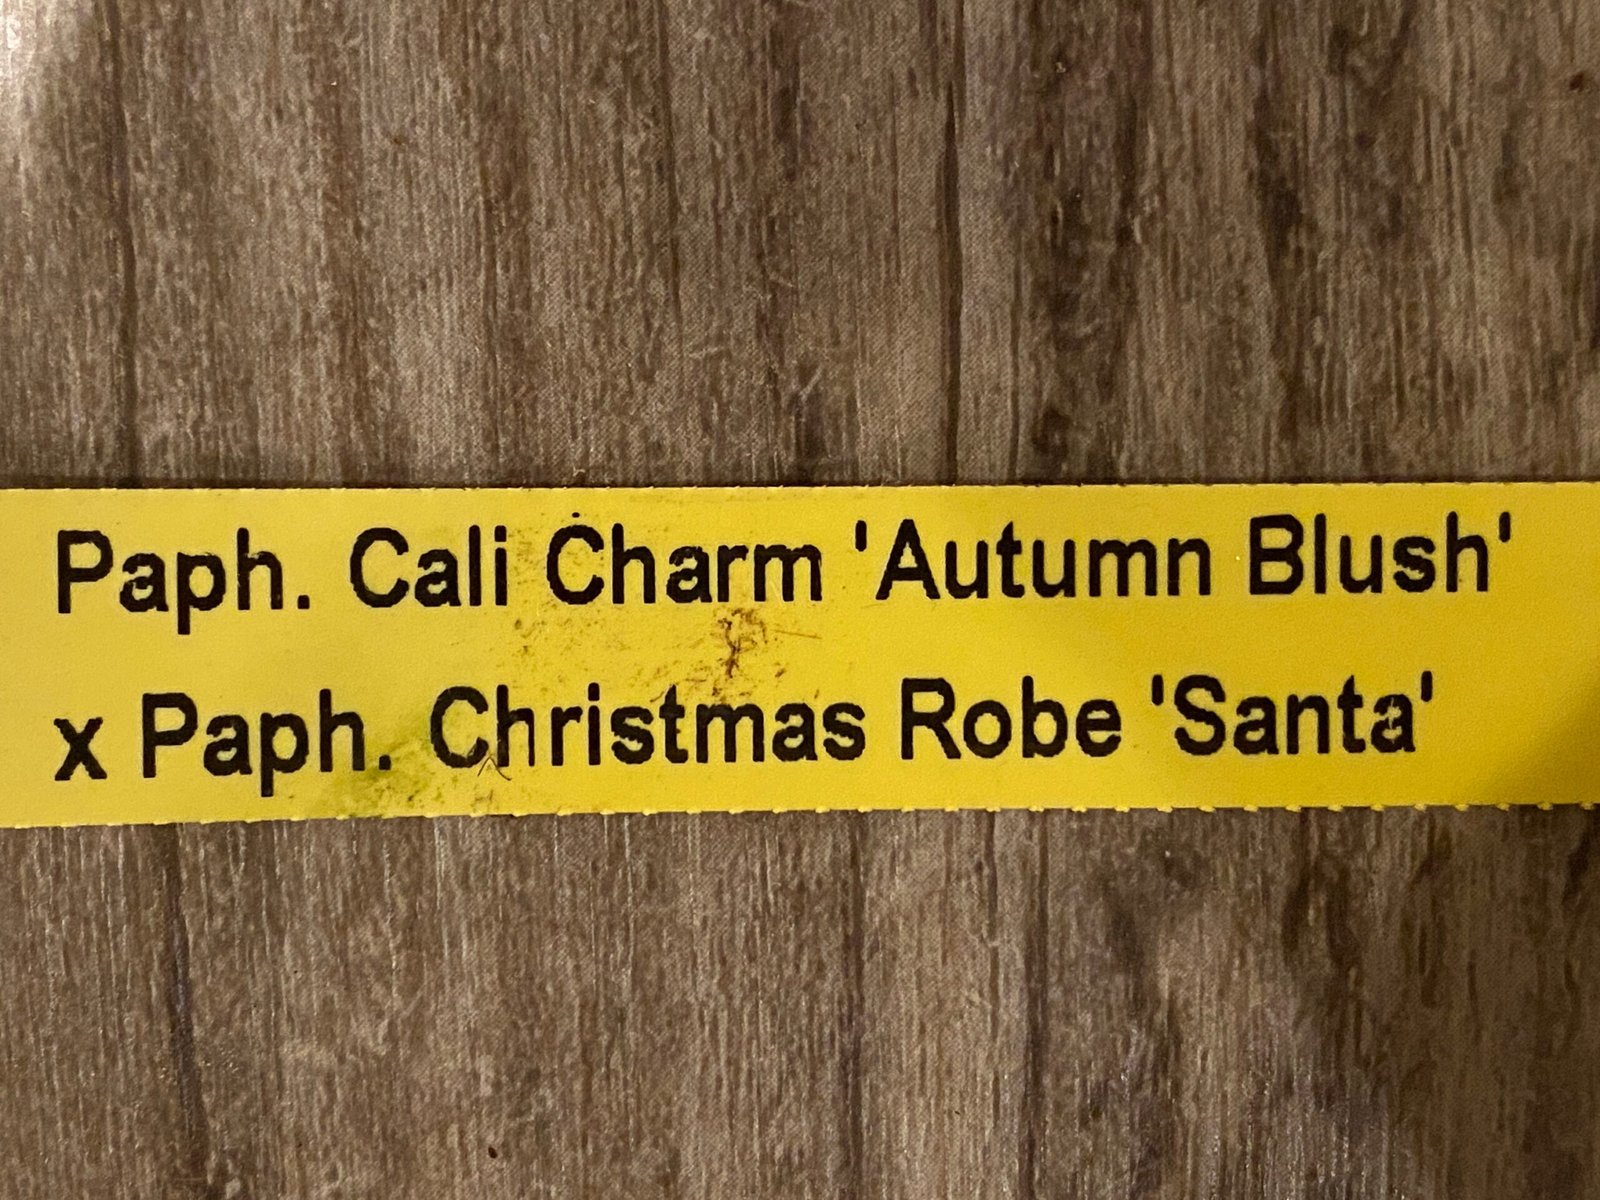 Paph. Cali Charm 'Autumn Blush'
x Paph. Christmas Robe 'Santa'